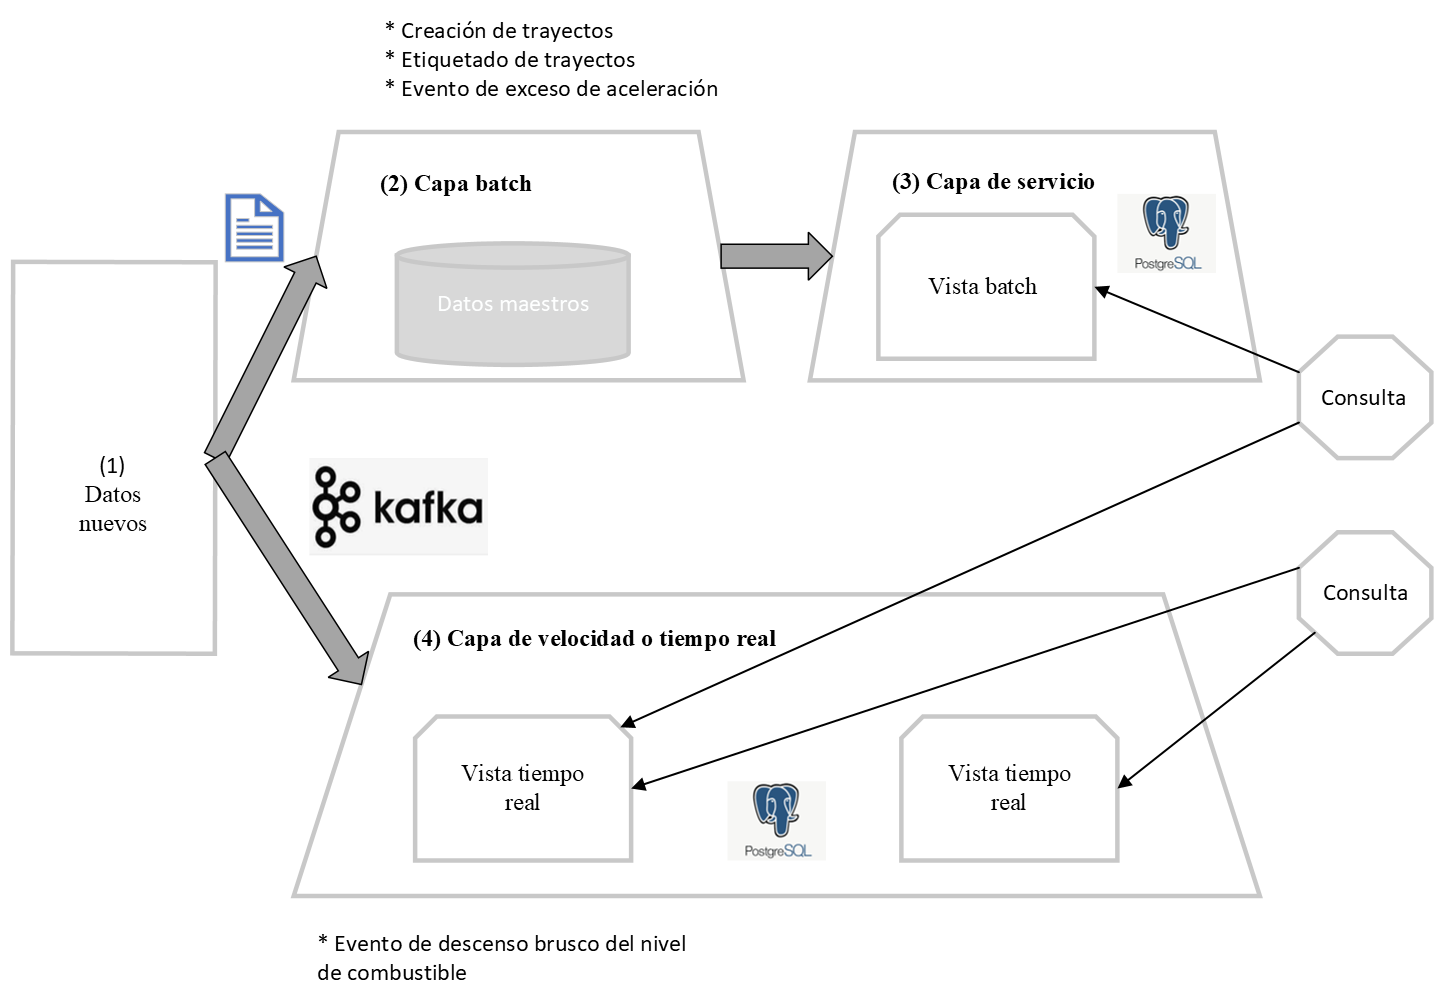 * Creación de trayectos
* Etiquetado de trayectos
* Evento de exceso de aceleración
(2) Capa batch
Datos maestros
(3) Capa de servicio
PostgreSQL
Vista batch
Consulta
(1)
Datos
nuevos
kafka
Consulta
(4) Capa de velocidad o tiempo real
Vista tiempo
real
PostgreSQL
Vista tiempo
real
* Evento de descenso brusco del nivel
de combustible